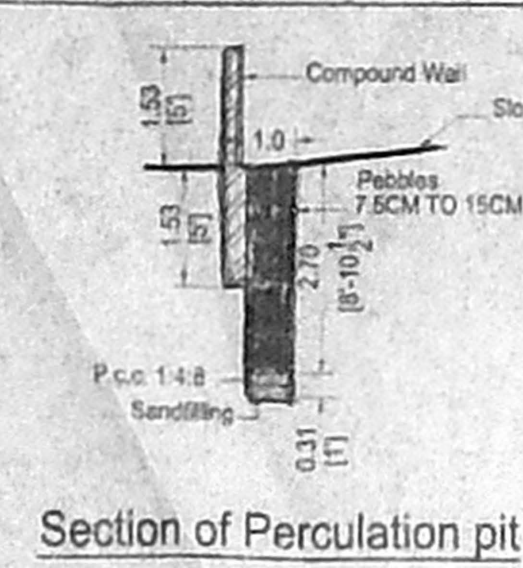 1.53
[5']
Compound Wall
Slo
1.0
Pebbles
7.5CM TO 15CM
1.53
[5']
2.70
[8'-10½"]
P.c.c. 1:4:8
Sandfilling
0.31
[1']
Section of Perculation pit